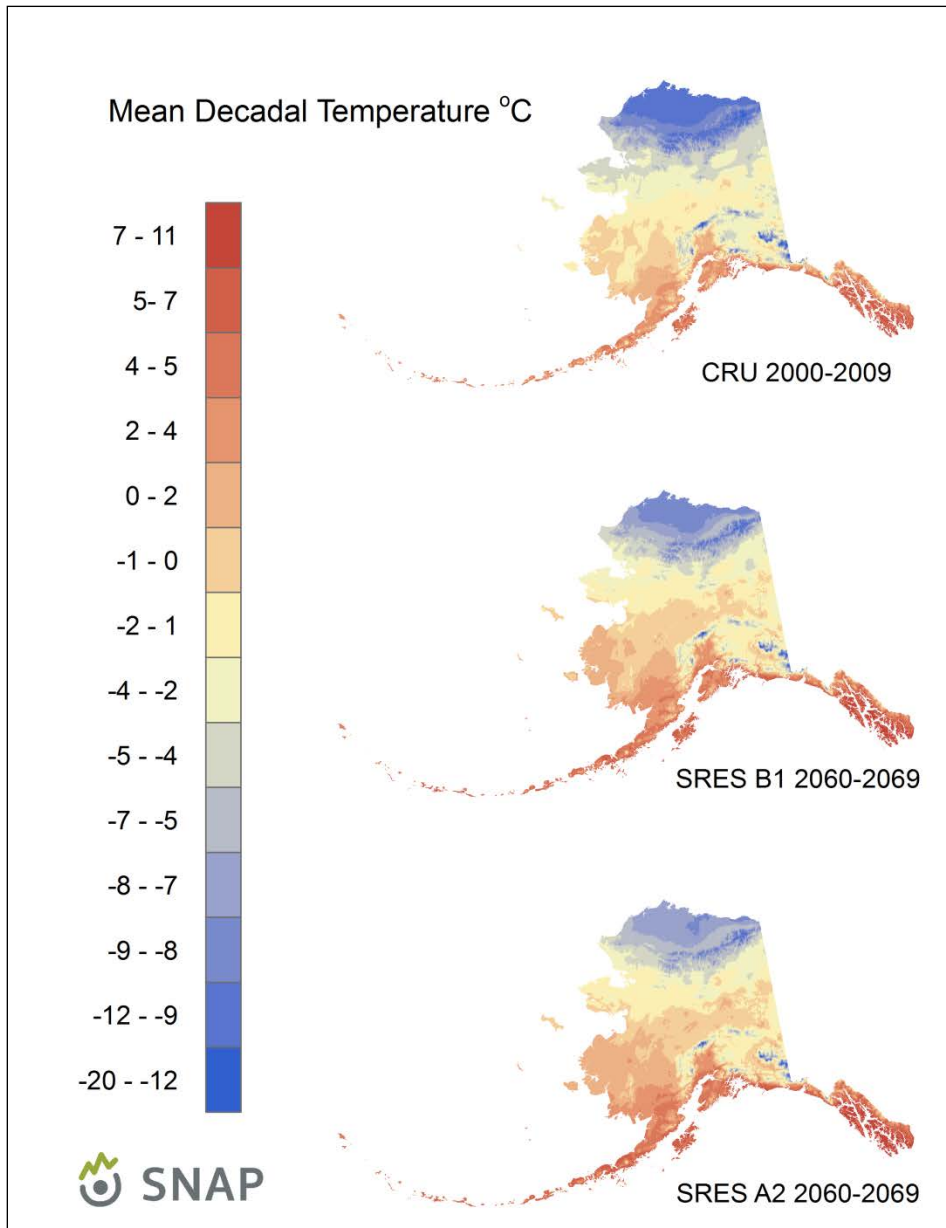 Mean Decadal Temperature °C
7 - 11
5- 7
4 - 5
2 - 4
0 - 2
-1 - 0
-2 - 1
-4 - -2
-5 - -4
-7 - -5
-8 - -7
-9 - -8
-12 - -9
-20 - -12
CRU 2000-2009
SRES B1 2060-2069
SRES A2 2060-2069
SNAP